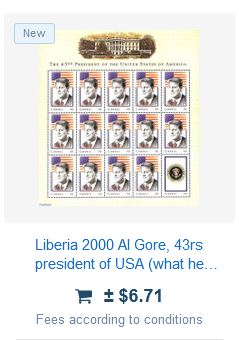 New
THE 43RD PRESIDENT OF THE UNITED STATES OF AMERICA
Liberia 2000 Al Gore, 43rs
president of USA (what he...
± $6.71
Fees according to conditions